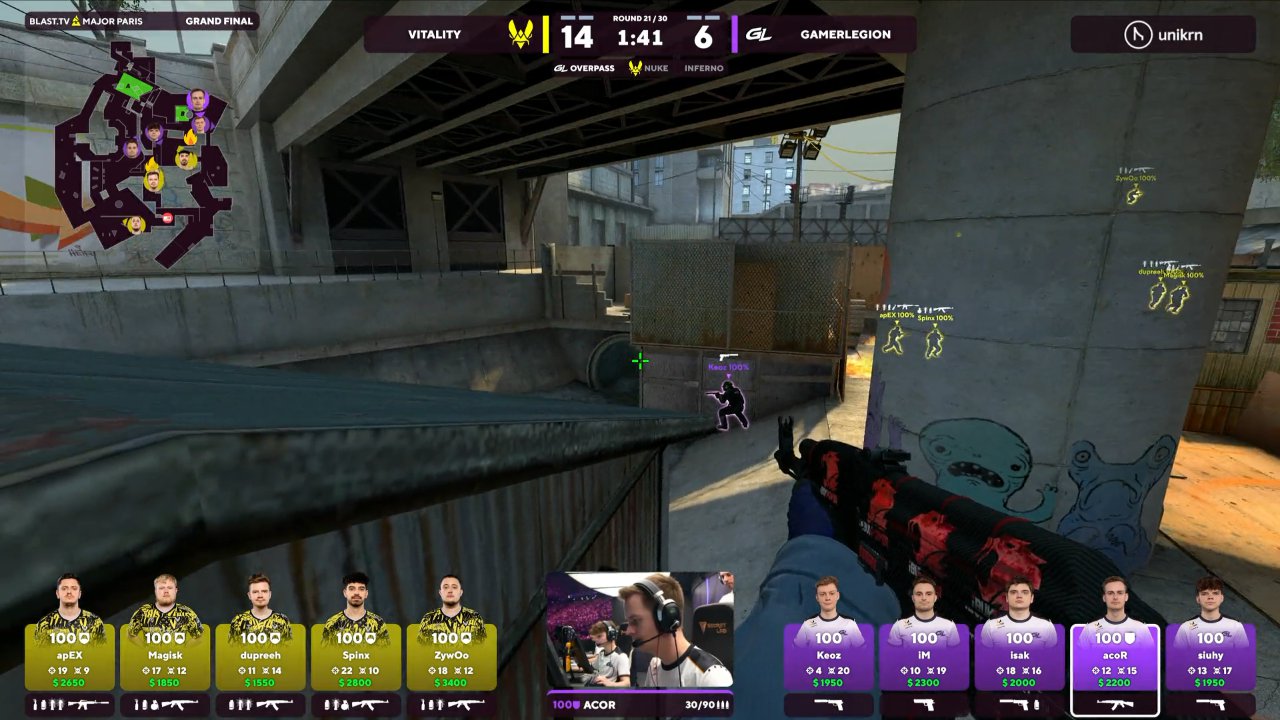 BLAST.TV MAJOR PARIS GRAND FINAL
VITALITY 14 ROUND 21 / 30 1:41 6 GL GAMERLEGION
GL OVERPASS NUKE INFERNO
unikrn
ZywOo 100%
dupreeh Magisk 100%
apEX 100% Spinx 100%
Keoz 100%
100 100 100 100 100
apEX Magisk dupreeh Spinx ZywOo
19 9 17 12 11 14 22 10 18 12
$2650 $1850 $1550 $2800 $3400
100 ACOR 30/90
100 100 100 100 100
Keoz iM isak acoR siuhy
4 20 10 19 18 16 12 15 13 17
$1950 $2300 $2000 $2200 $1950